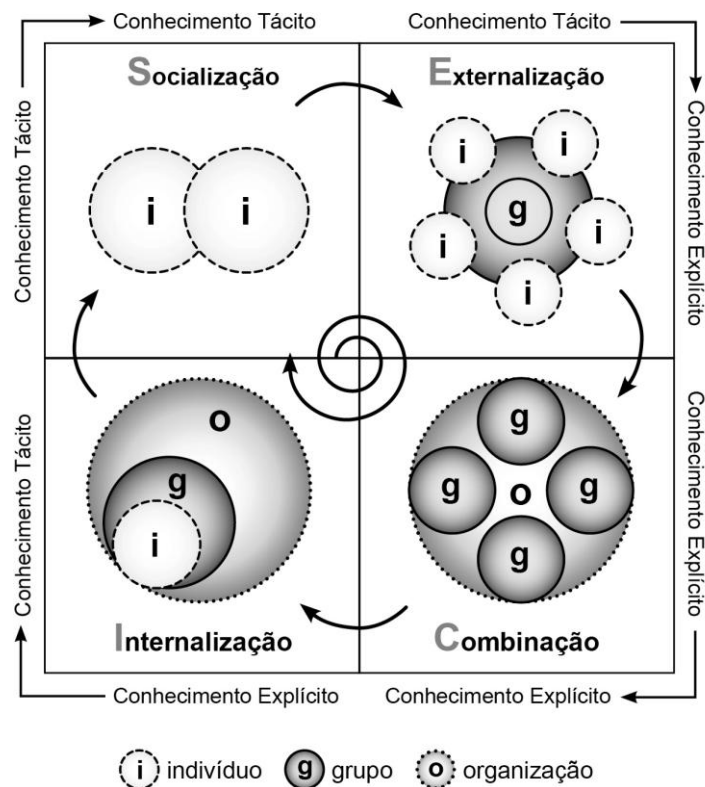 Conhecimento Tácito
Conhecimento Tácito
Conhecimento Tácito
Socialização
i
i
Externalização
i
i
g
i
i
i
Conhecimento Explícito
Conhecimento Tácito
o
g
i
Internalização
g
g
o
g
g
Combinação
Conhecimento Explícito
Conhecimento Explícito
Conhecimento Explícito
i indivíduo g grupo o organização